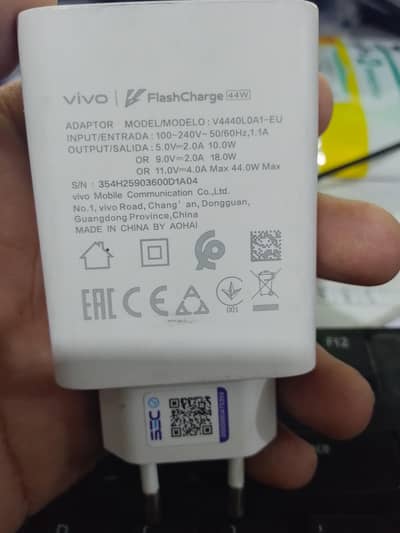 vivo FlashCharge 44W
ADAPTOR MODEL/MODELO: V4440L0A1-EU
INPUT/ENTRADA: 100-240V~50/60Hz,1.1A
OUTPUT/SALIDA: 5.0V⎓2.0A 10.0W
OR 9.0V⎓2.0A 18.0W
OR 11.0V⎓4.0A Max 44.0W Max
S/N: 354H25903600D1A04
vivo Mobile Communication Co.,Ltd.
No.1, vivo Road, Chang'an, Dongguan,
Guangdong Province,China
MADE IN CHINA BY AOHAI
EAC CE
001
SEC
F12